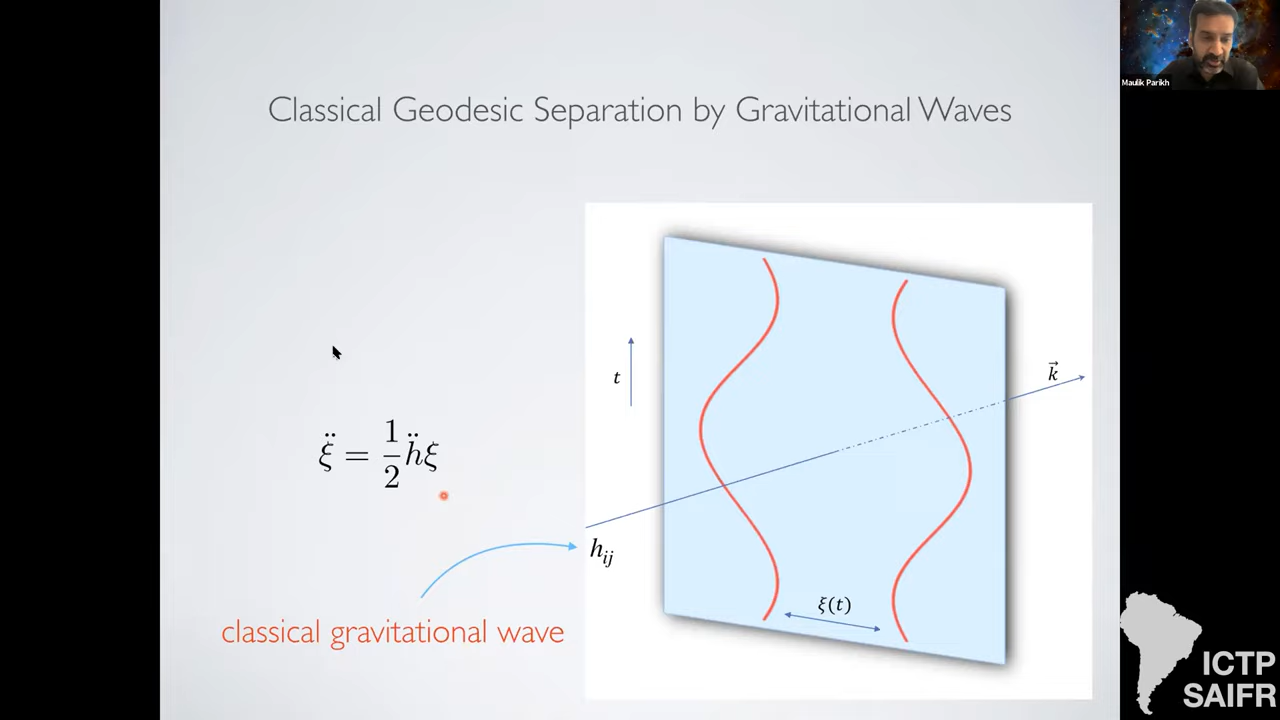 Maulik Parikh
Classical Geodesic Separation by Gravitational Waves
t
k⃗
ξ̈ = 1/2 ḧξ
h_ij
ξ(t)
classical gravitational wave
ICTP
SAIFR